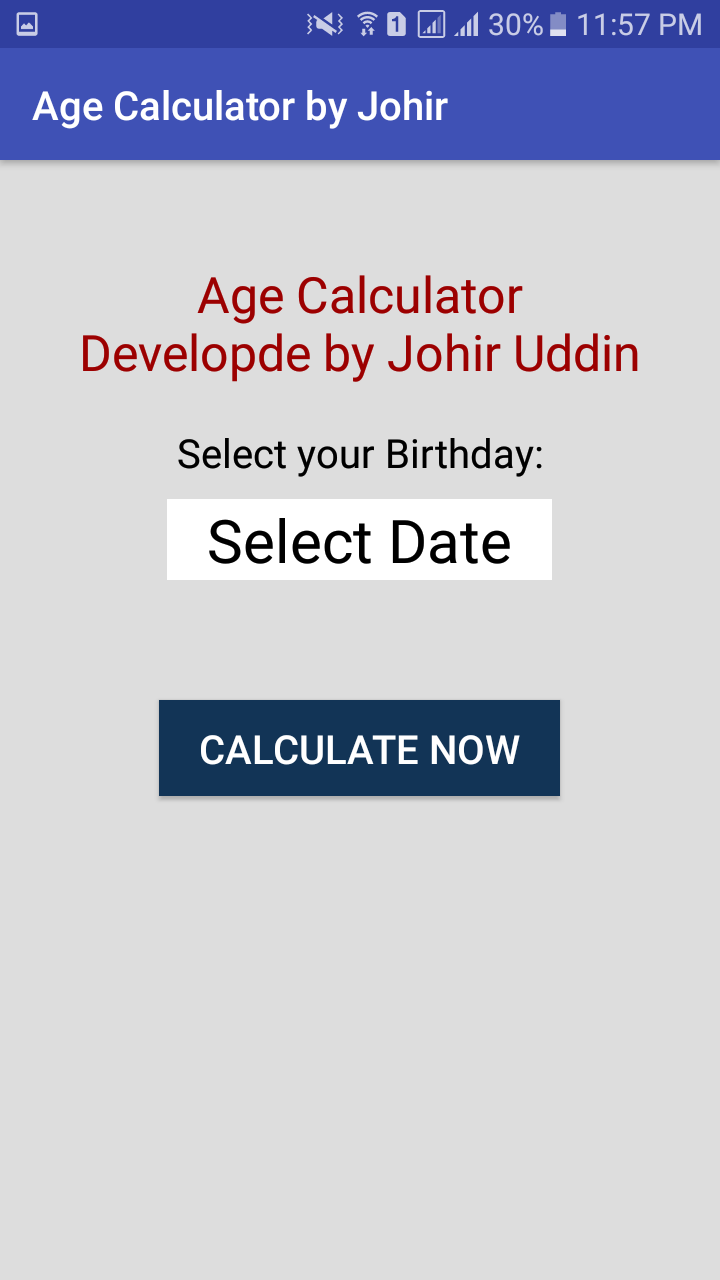 1 30% 11:57 PM
Age Calculator by Johir
Age Calculator
Developde by Johir Uddin
Select your Birthday:
Select Date
CALCULATE NOW